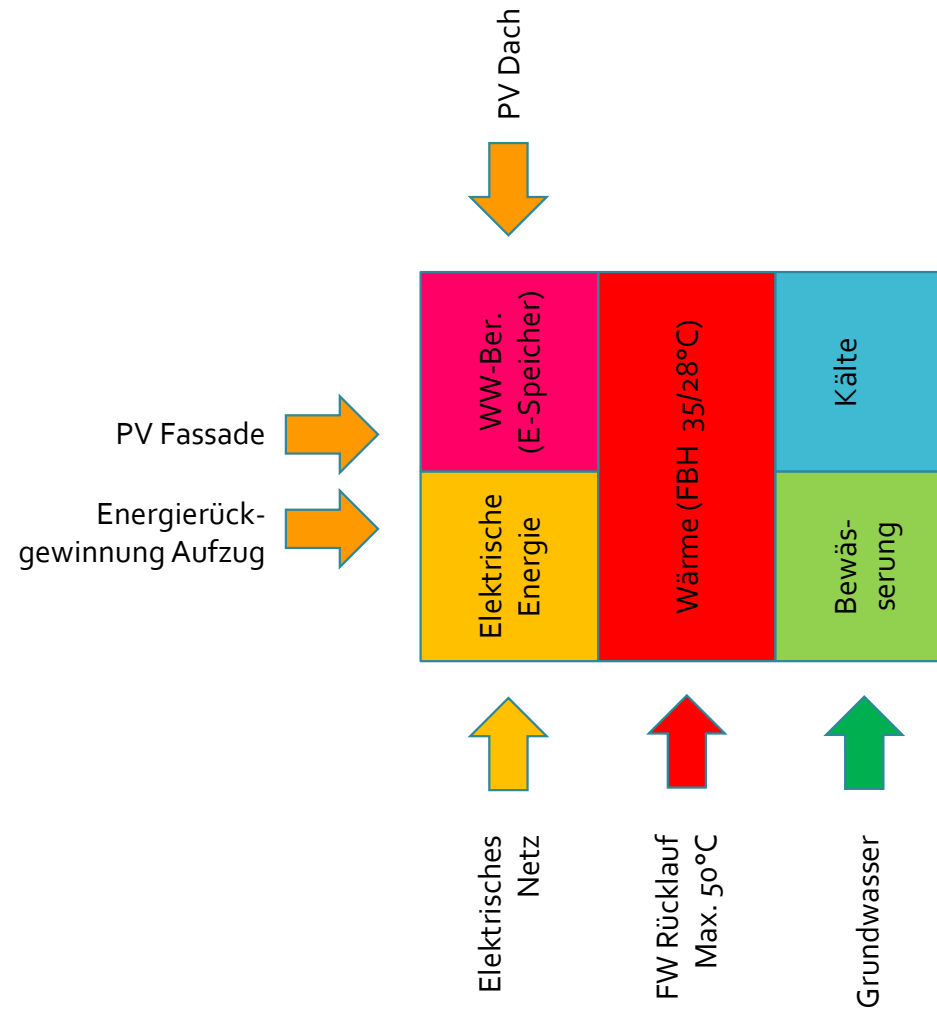 PV Dach
PV Fassade
Energierück-
gewinnung Aufzug
WW-Ber.
(E-Speicher)
Elektrische
Energie
Wärme (FBH 35/28°C)
Kälte
Bewäs-
serung
Elektrisches
Netz
FW Rücklauf
Max. 50°C
Grundwasser